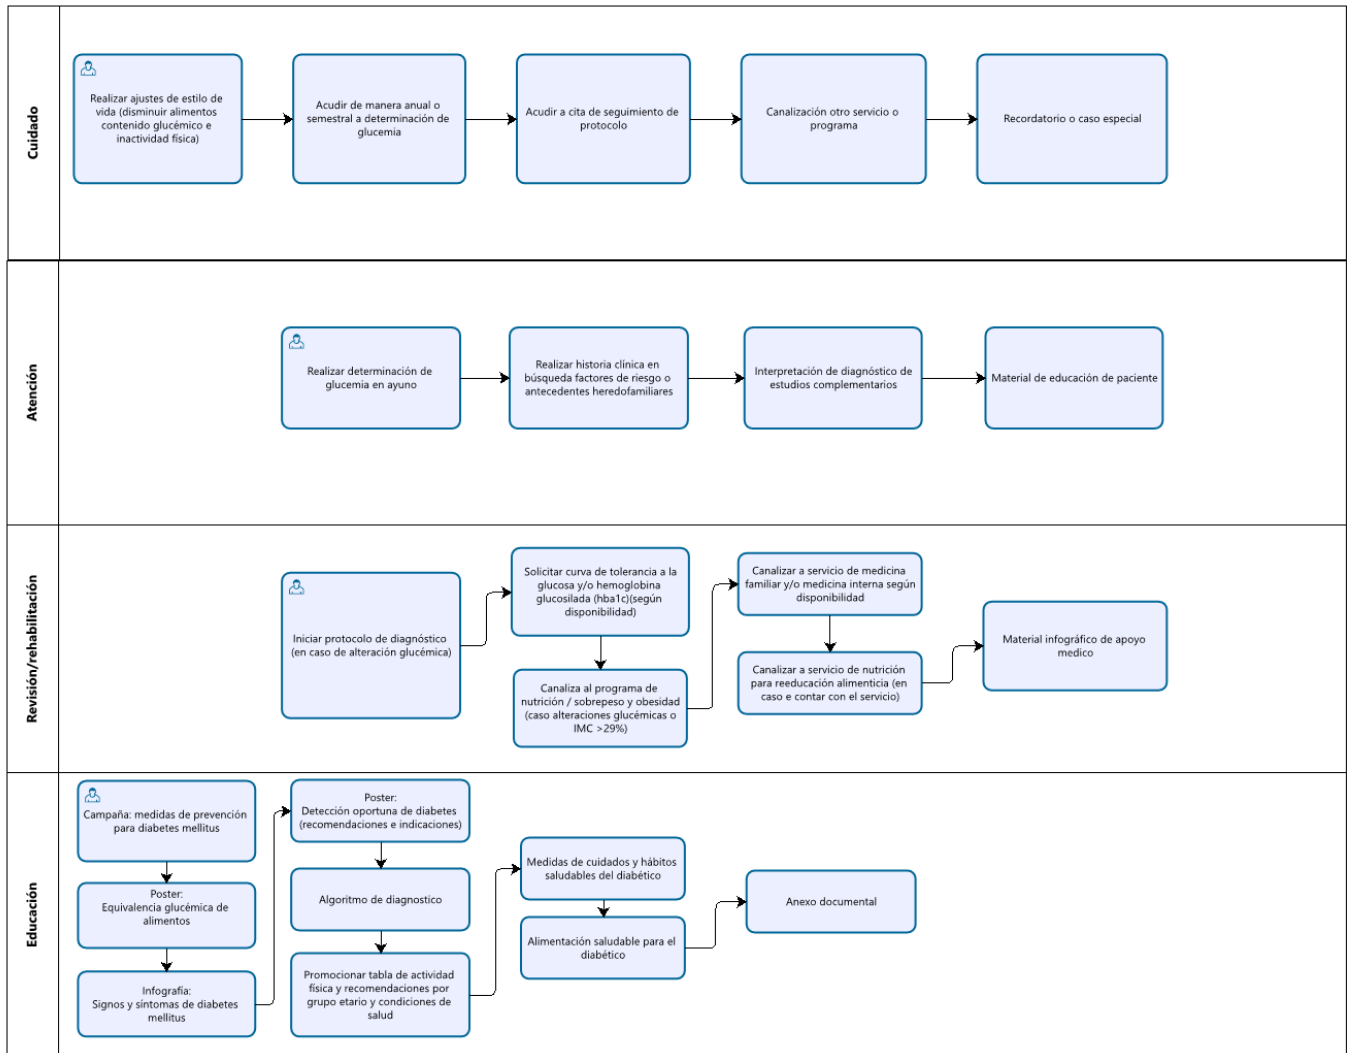 Cuidado
Realizar ajustes de estilo de
vida (disminuir alimentos
contenido glucémico e
inactividad física)
Acudir de manera anual o
semestral a determinación de
glucemia
Acudir a cita de seguimiento de
protocolo
Canalización otro servicio o
programa
Recordatorio o caso especial
Atención
Realizar determinación de
glucemia en ayuno
Realizar historia clínica en
búsqueda factores de riesgo o
antecedentes heredofamiliares
Interpretación de diagnóstico de
estudios complementarios
Material de educación de paciente
Revisión/rehabilitación
Iniciar protocolo de diagnóstico
(en caso de alteración glucémica)
Solicitar curva de tolerancia a la
glucosa y/o hemoglobina
glucosilada (hba1c)(según
disponibilidad)
Canaliza al programa de
nutrición / sobrepeso y obesidad
(caso alteraciones glucémicas o
IMC >29%)
Canalizar a servicio de medicina
familiar y/o medicina interna según
disponibilidad
Canalizar a servicio de nutrición
para reeducación alimenticia (en
caso e contar con el servicio)
Material infográfico de apoyo
medico
Educación
Campaña: medidas de prevención
para diabetes mellitus
Poster:
Equivalencia glucémica de
alimentos
Infografía:
Signos y síntomas de diabetes
mellitus
Poster:
Detección oportuna de diabetes
(recomendaciones e indicaciones)
Algoritmo de diagnostico
Promocionar tabla de actividad
física y recomendaciones por
grupo etario y condiciones de
salud
Medidas de cuidados y hábitos
saludables del diabético
Alimentación saludable para el
diabético
Anexo documental